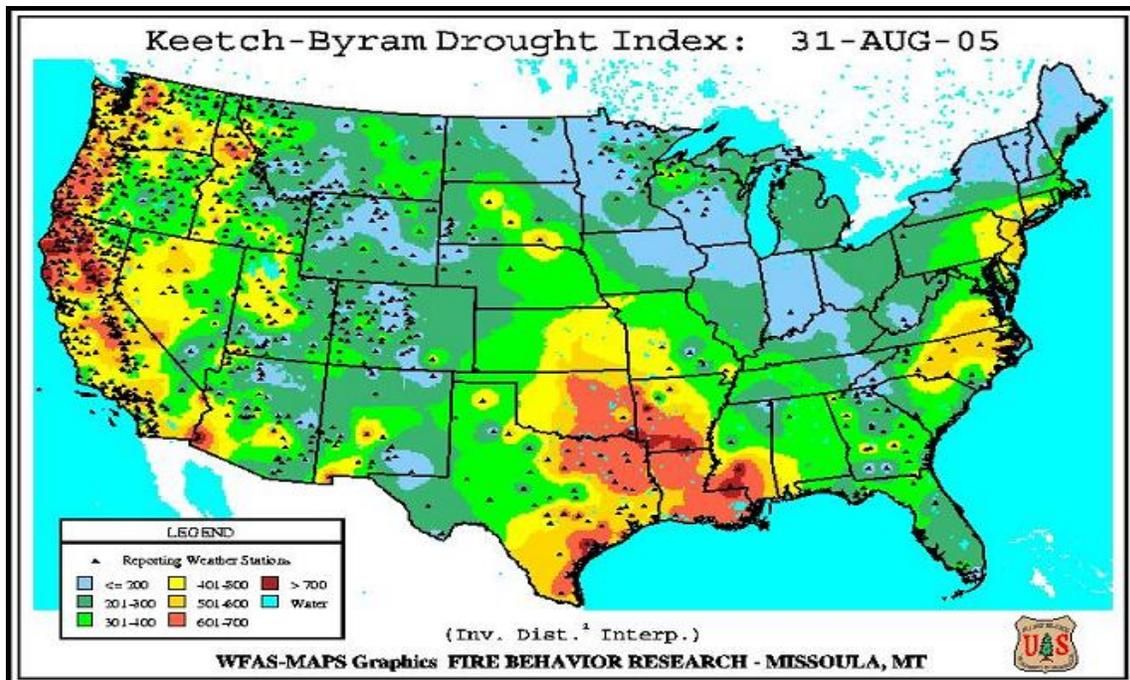 Keetch-Byram Drought Index: 31-AUG-05
LEGEND
Reporting Weather Stations
<= 200 401-500 > 700
201-300 501-600 Water
301-400 601-700
(Inv. Dist.² Interp.)
WFAS-MAPS Graphics FIRE BEHAVIOR RESEARCH - MISSOULA, MT
US